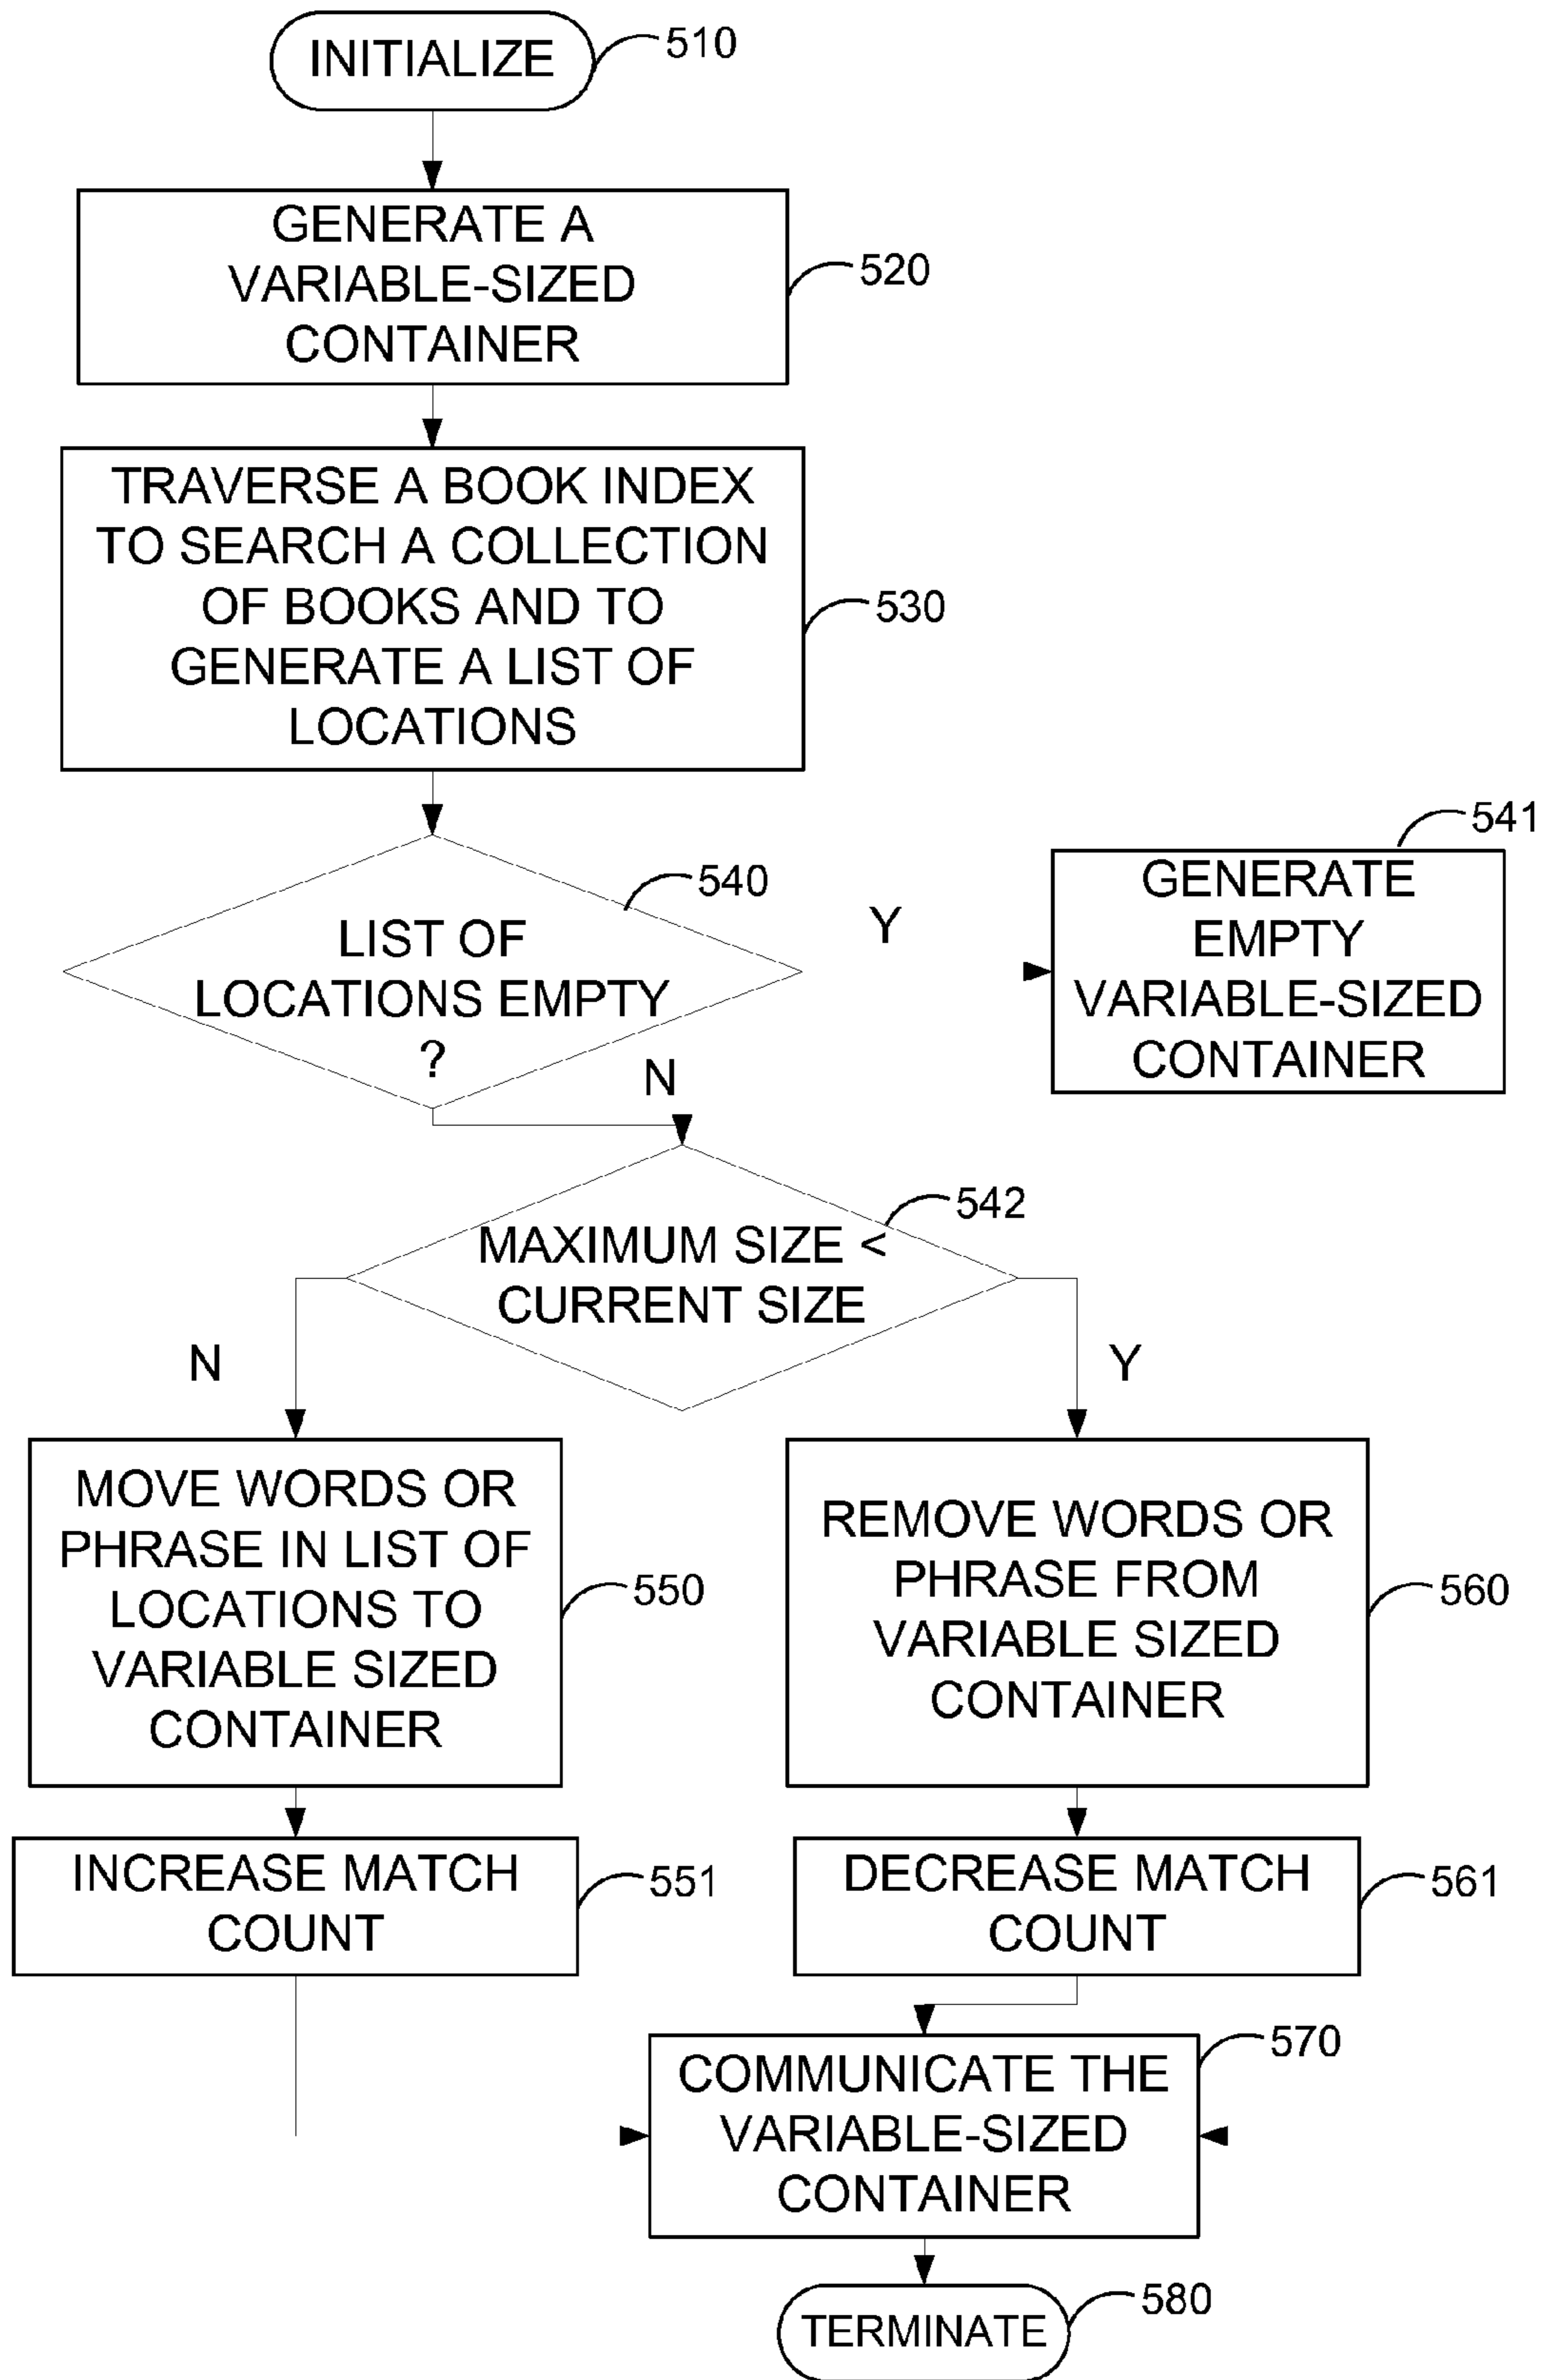 INITIALIZE
510
GENERATE A
VARIABLE-SIZED
CONTAINER
520
TRAVERSE A BOOK INDEX
TO SEARCH A COLLECTION
OF BOOKS AND TO
GENERATE A LIST OF
LOCATIONS
530
LIST OF
LOCATIONS EMPTY
?
540
Y
541
GENERATE
EMPTY
VARIABLE-SIZED
CONTAINER
N
MAXIMUM SIZE <
CURRENT SIZE
542
N
Y
MOVE WORDS OR
PHRASE IN LIST OF
LOCATIONS TO
VARIABLE SIZED
CONTAINER
550
REMOVE WORDS OR
PHRASE FROM
VARIABLE SIZED
CONTAINER
560
INCREASE MATCH
COUNT
551
DECREASE MATCH
COUNT
561
COMMUNICATE THE
VARIABLE-SIZED
CONTAINER
570
TERMINATE
580